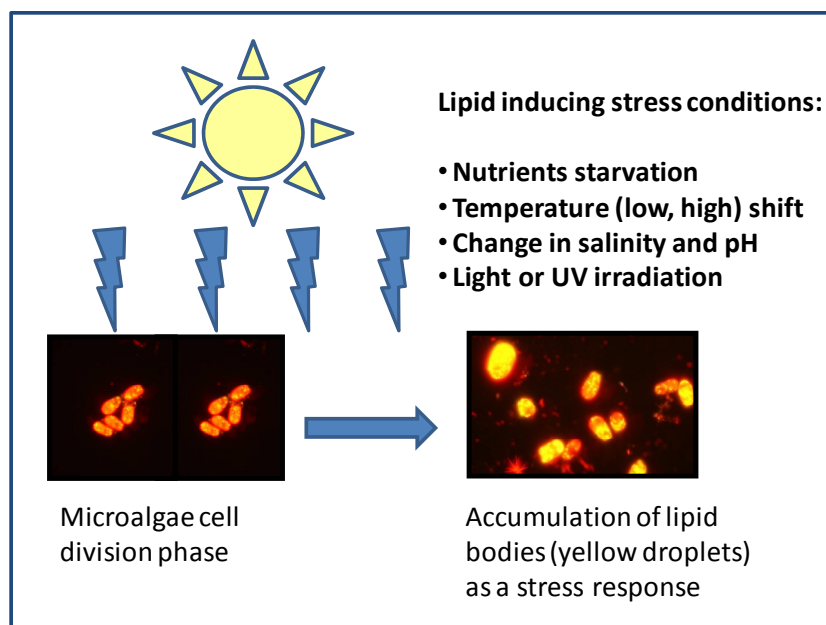 Lipid inducing stress conditions:
• Nutrients starvation
• Temperature (low, high) shift
• Change in salinity and pH
• Light or UV irradiation
Microalgae cell
division phase
Accumulation of lipid
bodies (yellow droplets)
as a stress response